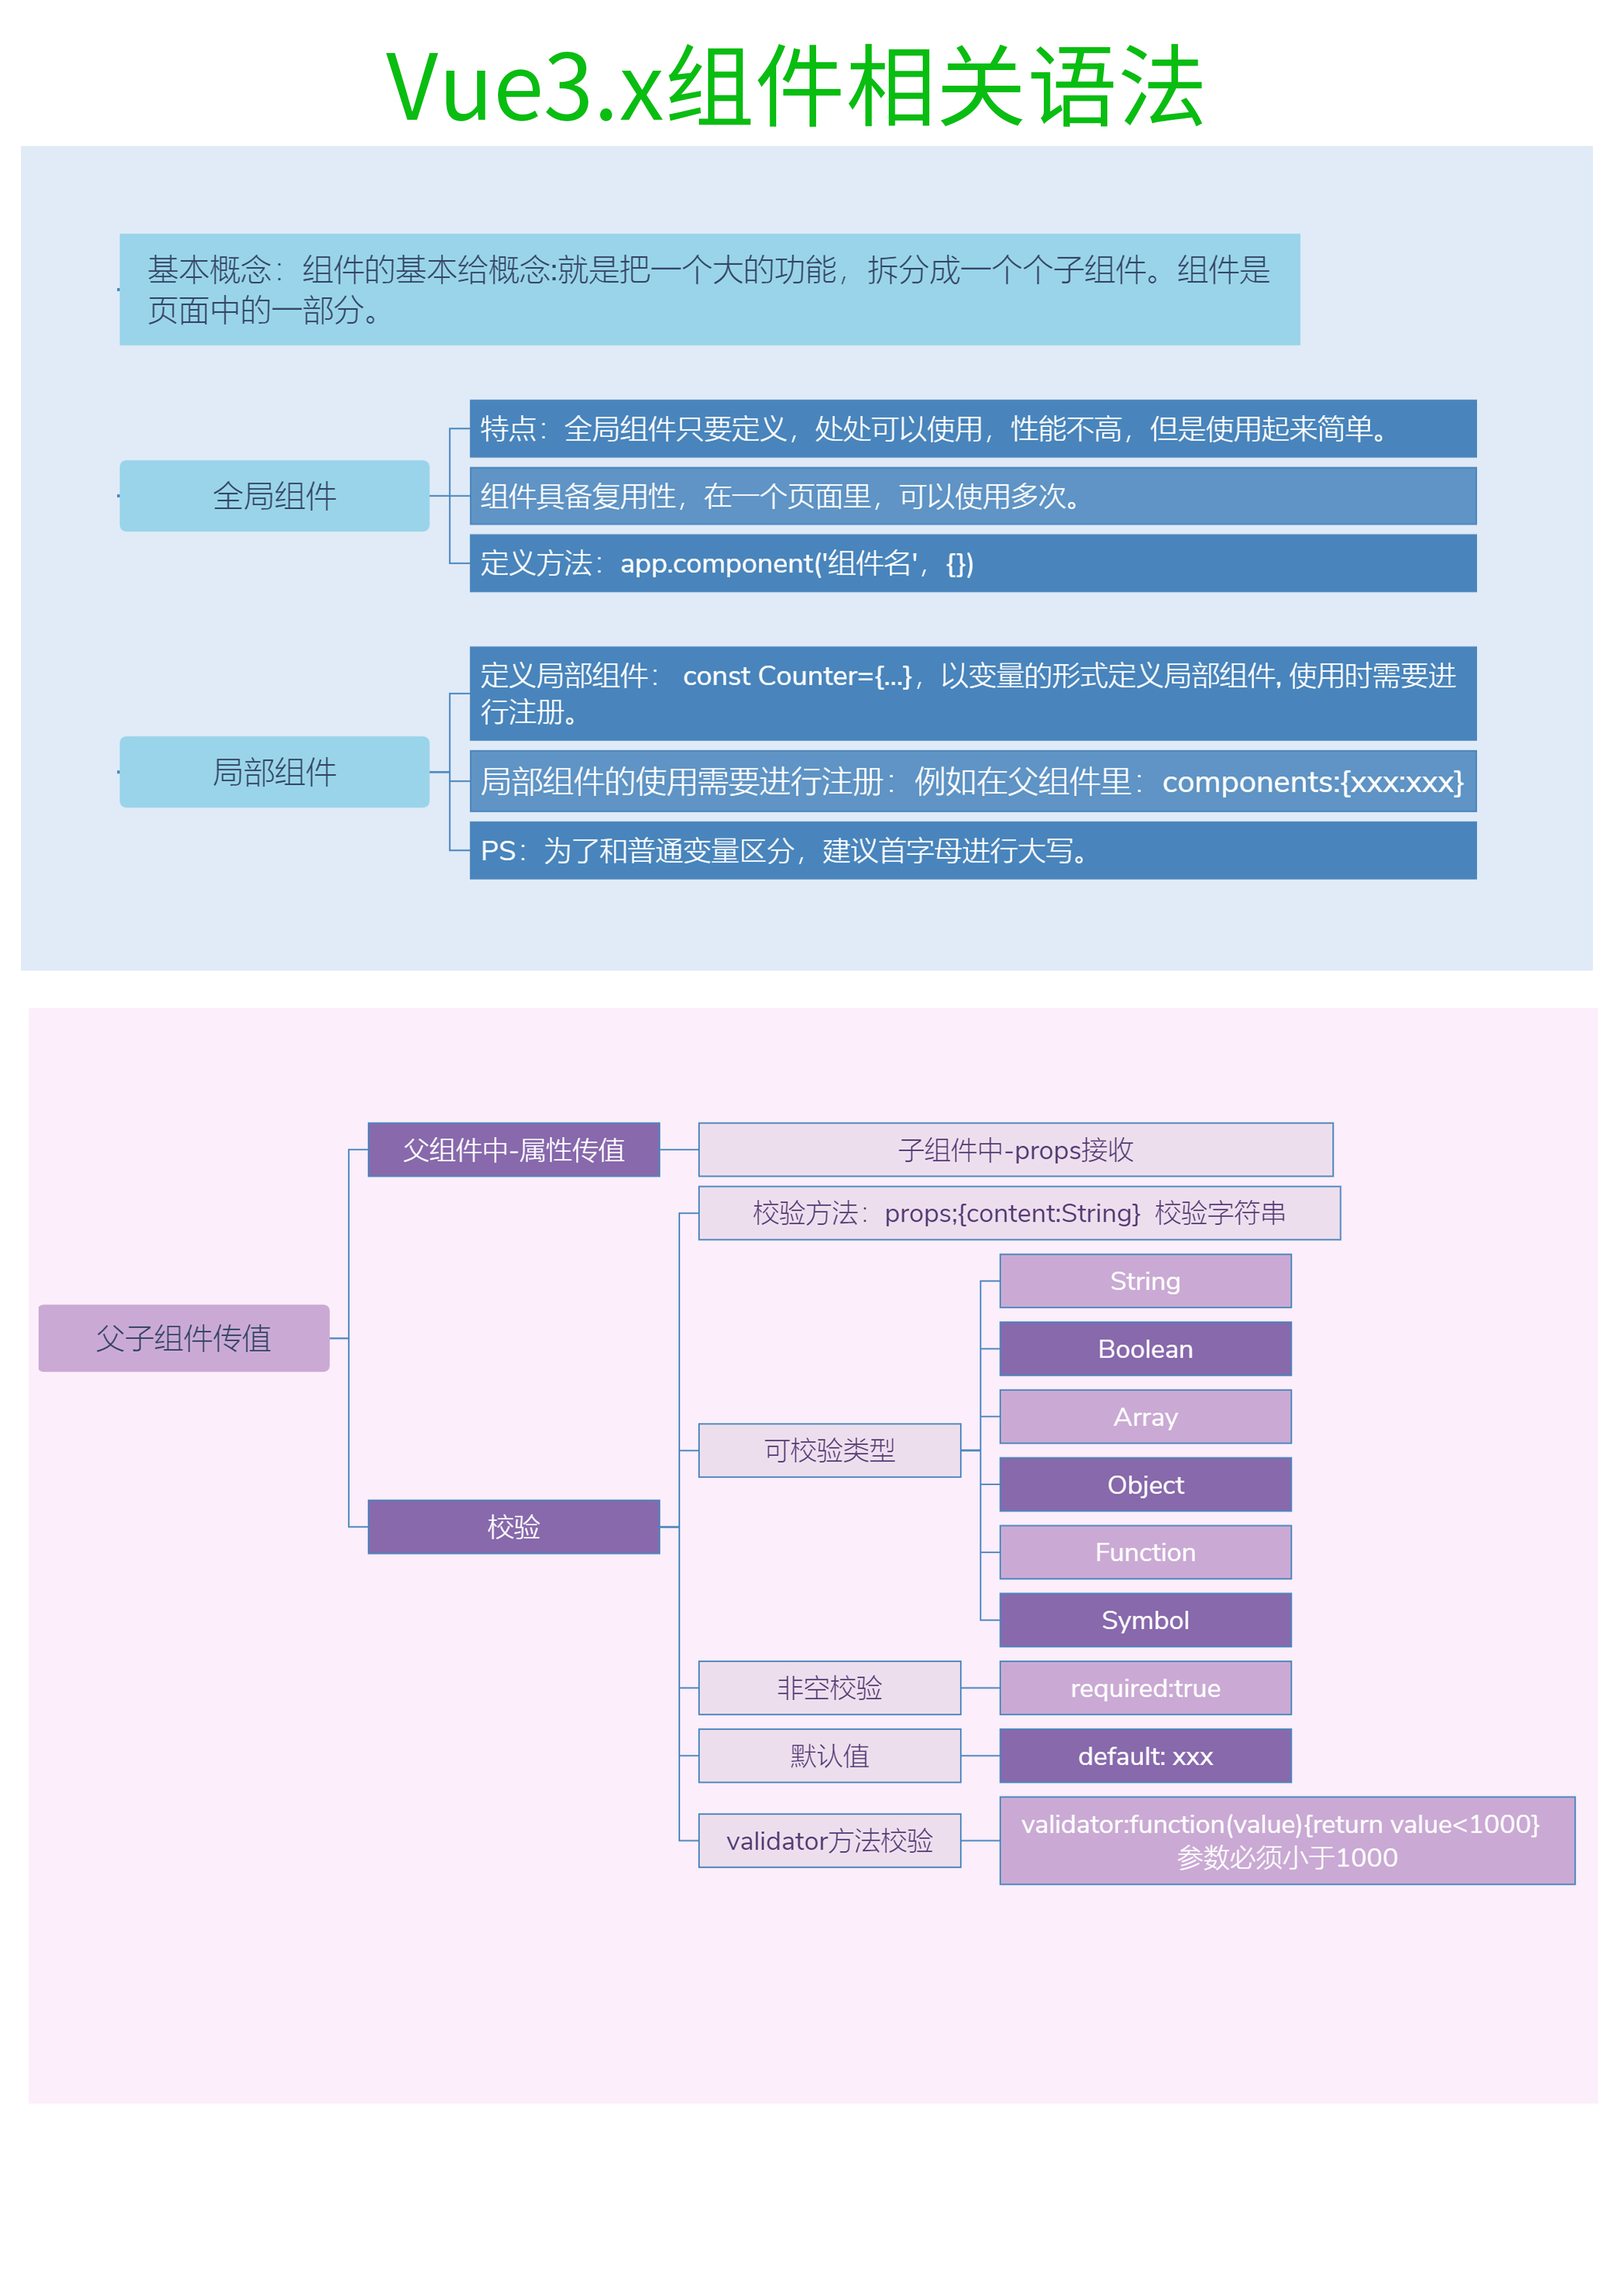 Vue3.x组件相关语法
基本概念：组件的基本给概念:就是把一个大的功能，拆分成一个个子组件。组件是
页面中的一部分。
全局组件
特点：全局组件只要定义，处处可以使用，性能不高，但是使用起来简单。
组件具备复用性，在一个页面里，可以使用多次。
定义方法：app.component('组件名'，{})
局部组件
定义局部组件： const Counter={...}，以变量的形式定义局部组件, 使用时需要进
行注册。
局部组件的使用需要进行注册：例如在父组件里：components:{xxx:xxx}
PS：为了和普通变量区分，建议首字母进行大写。
父子组件传值
父组件中-属性传值
子组件中-props接收
校验
校验方法：props;{content:String} 校验字符串
可校验类型
String
Boolean
Array
Object
Function
Symbol
非空校验
required:true
默认值
default: xxx
validator方法校验
validator:function(value){return value<1000}
参数必须小于1000